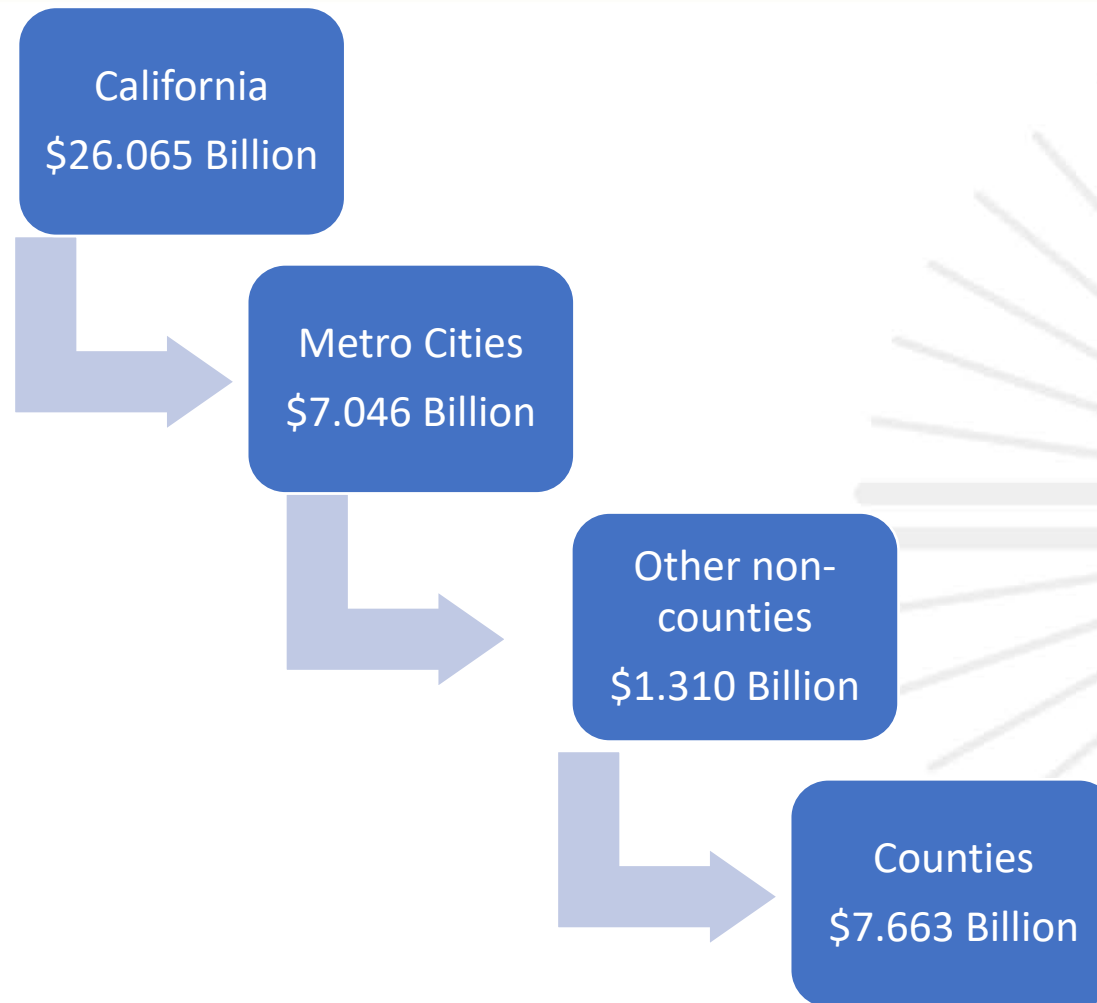 California
$26.065 Billion
Metro Cities
$7.046 Billion
Other non-
counties
$1.310 Billion
Counties
$7.663 Billion